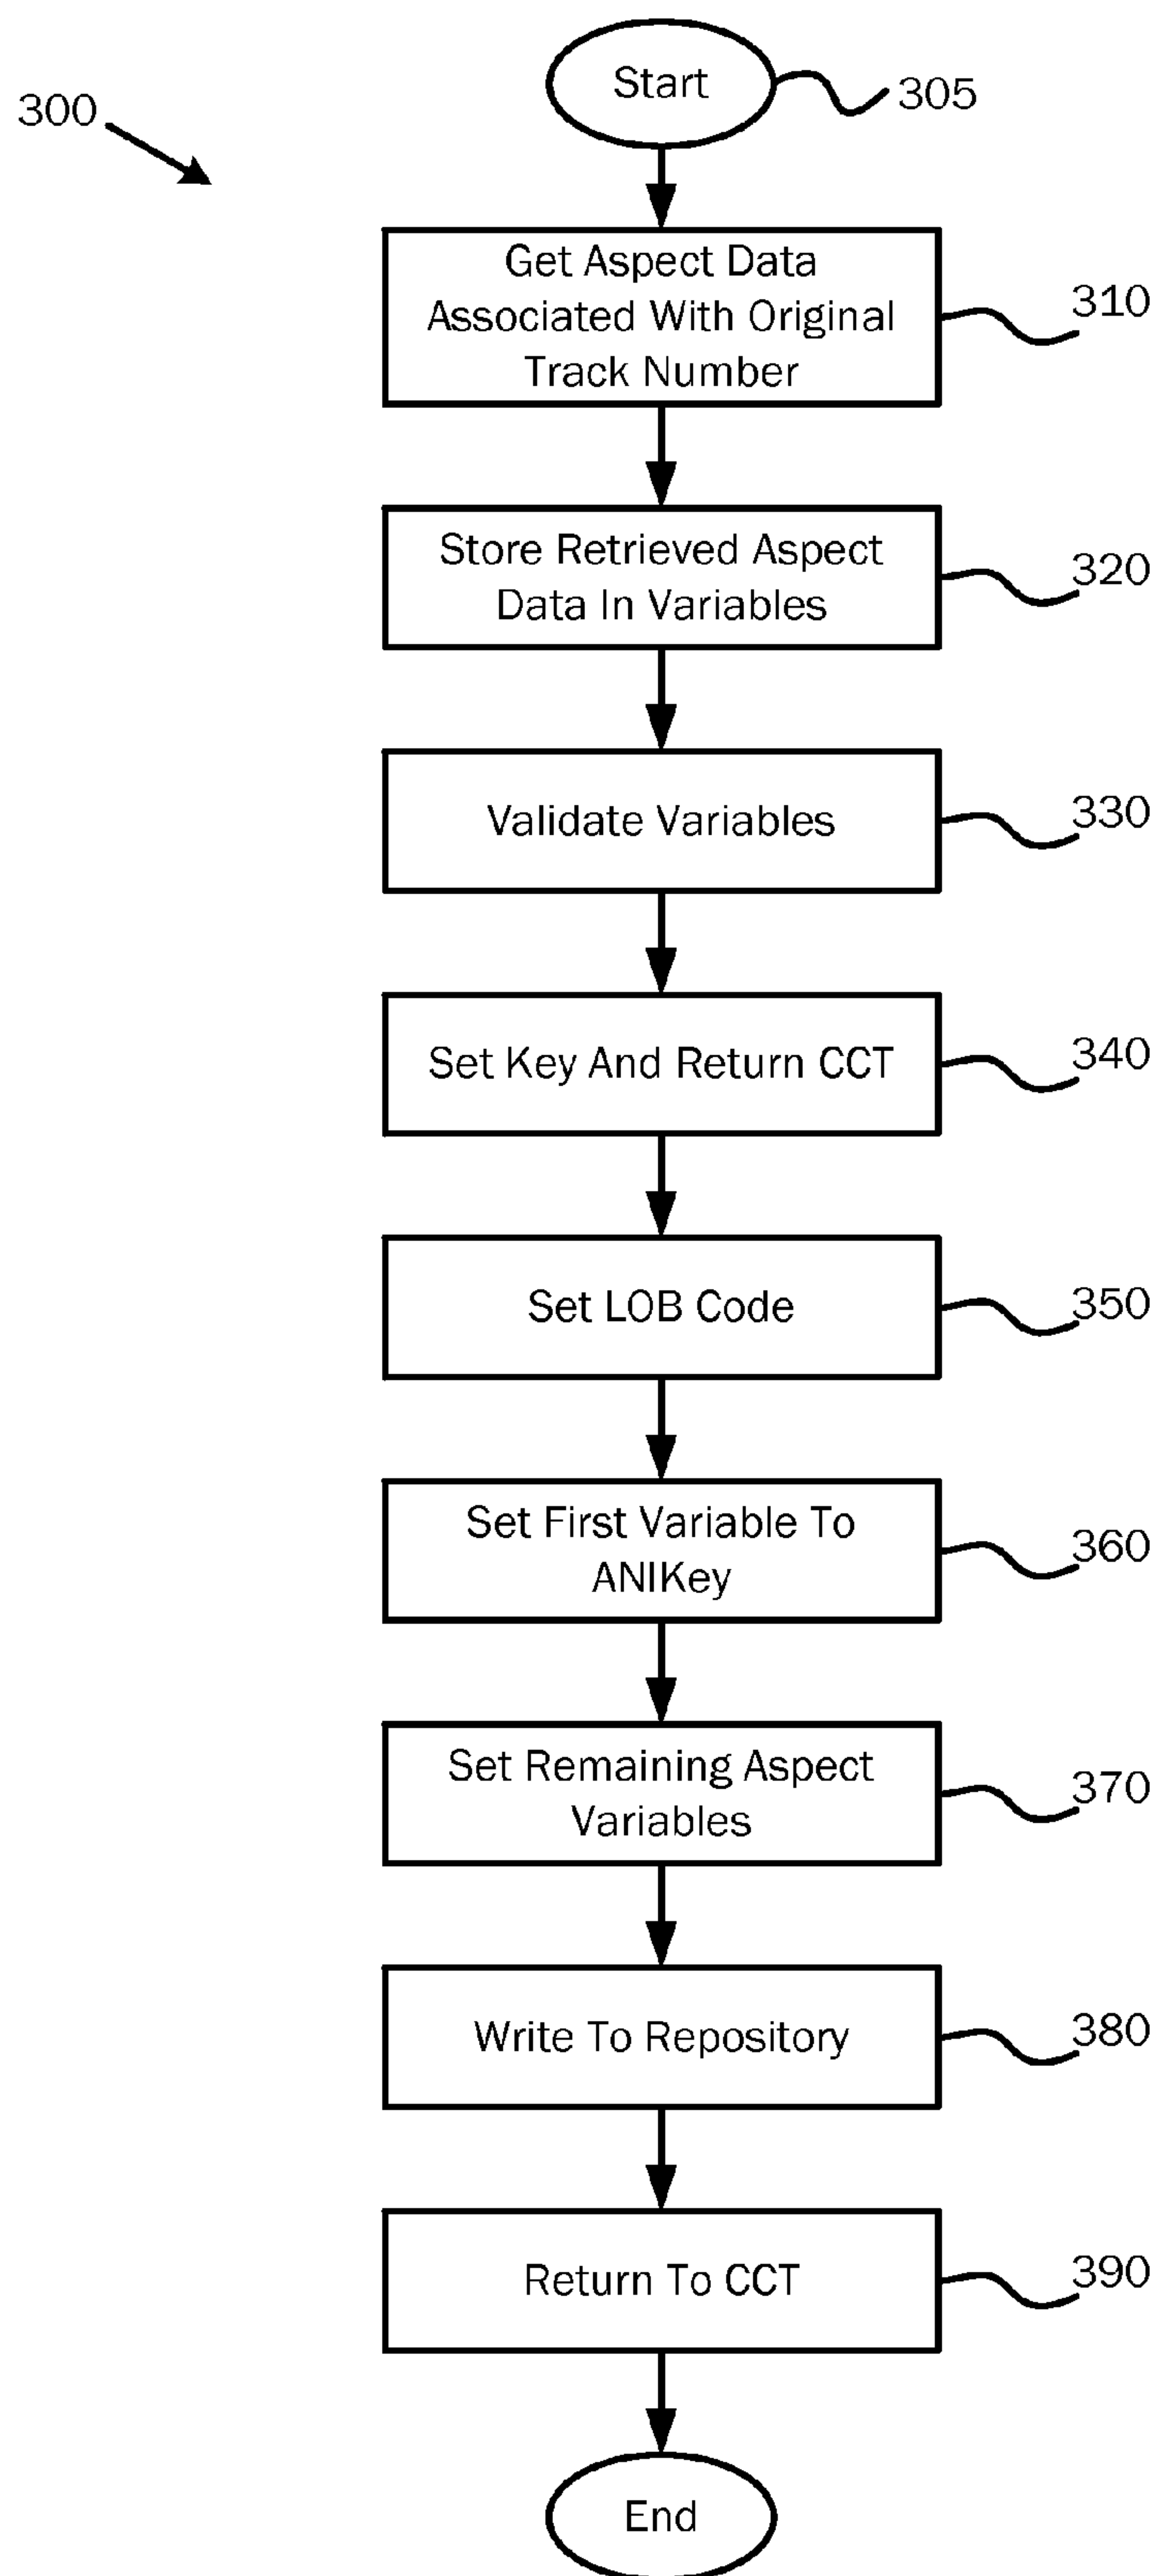 300
Start
305
Get Aspect Data
Associated With Original
Track Number
310
Store Retrieved Aspect
Data In Variables
320
Validate Variables
330
Set Key And Return CCT
340
Set LOB Code
350
Set First Variable To
ANIKey
360
Set Remaining Aspect
Variables
370
Write To Repository
380
Return To CCT
390
End